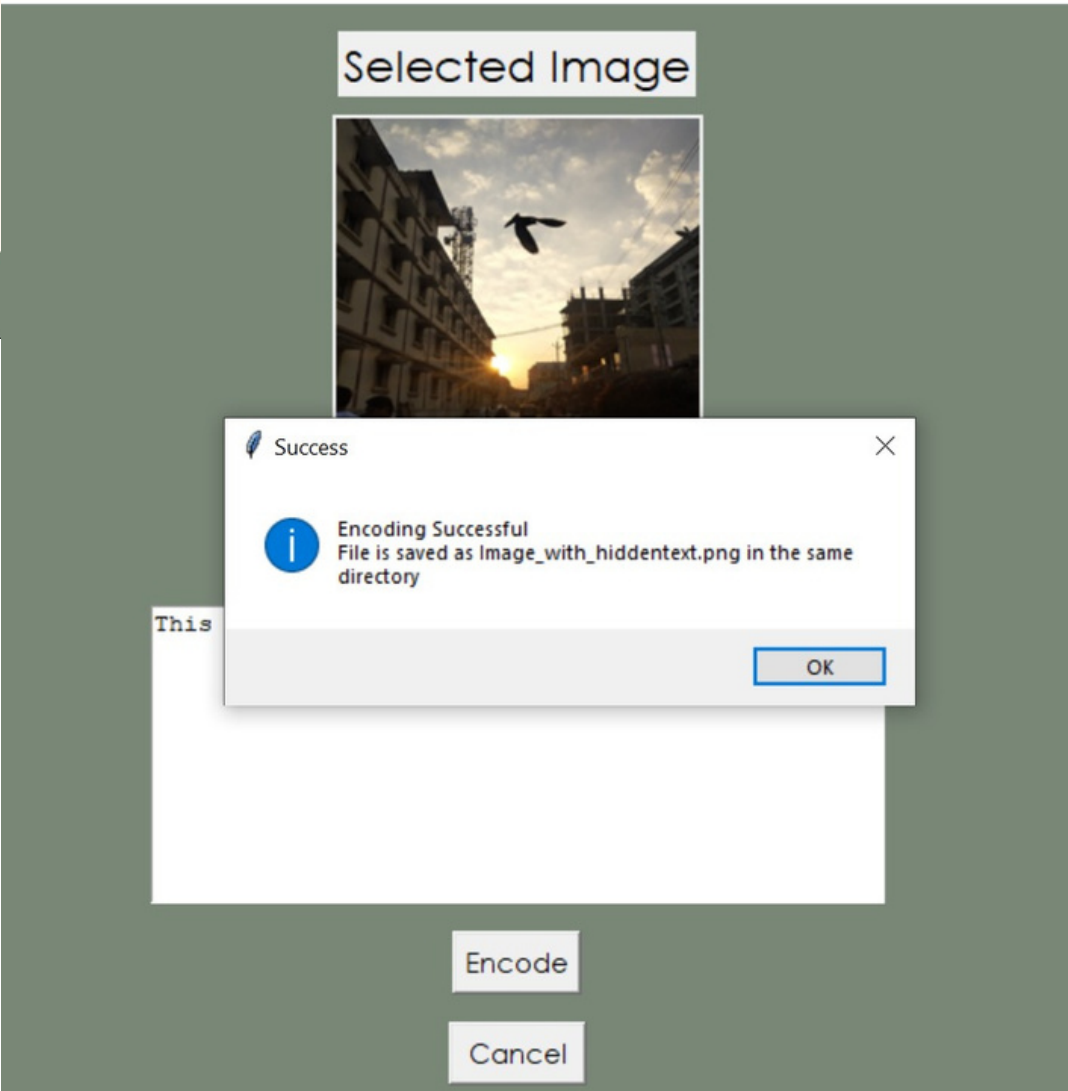 Selected Image
Success
Encoding Successful
File is saved as Image_with_hiddentext.png in the same
directory
This
OK
Encode
Cancel